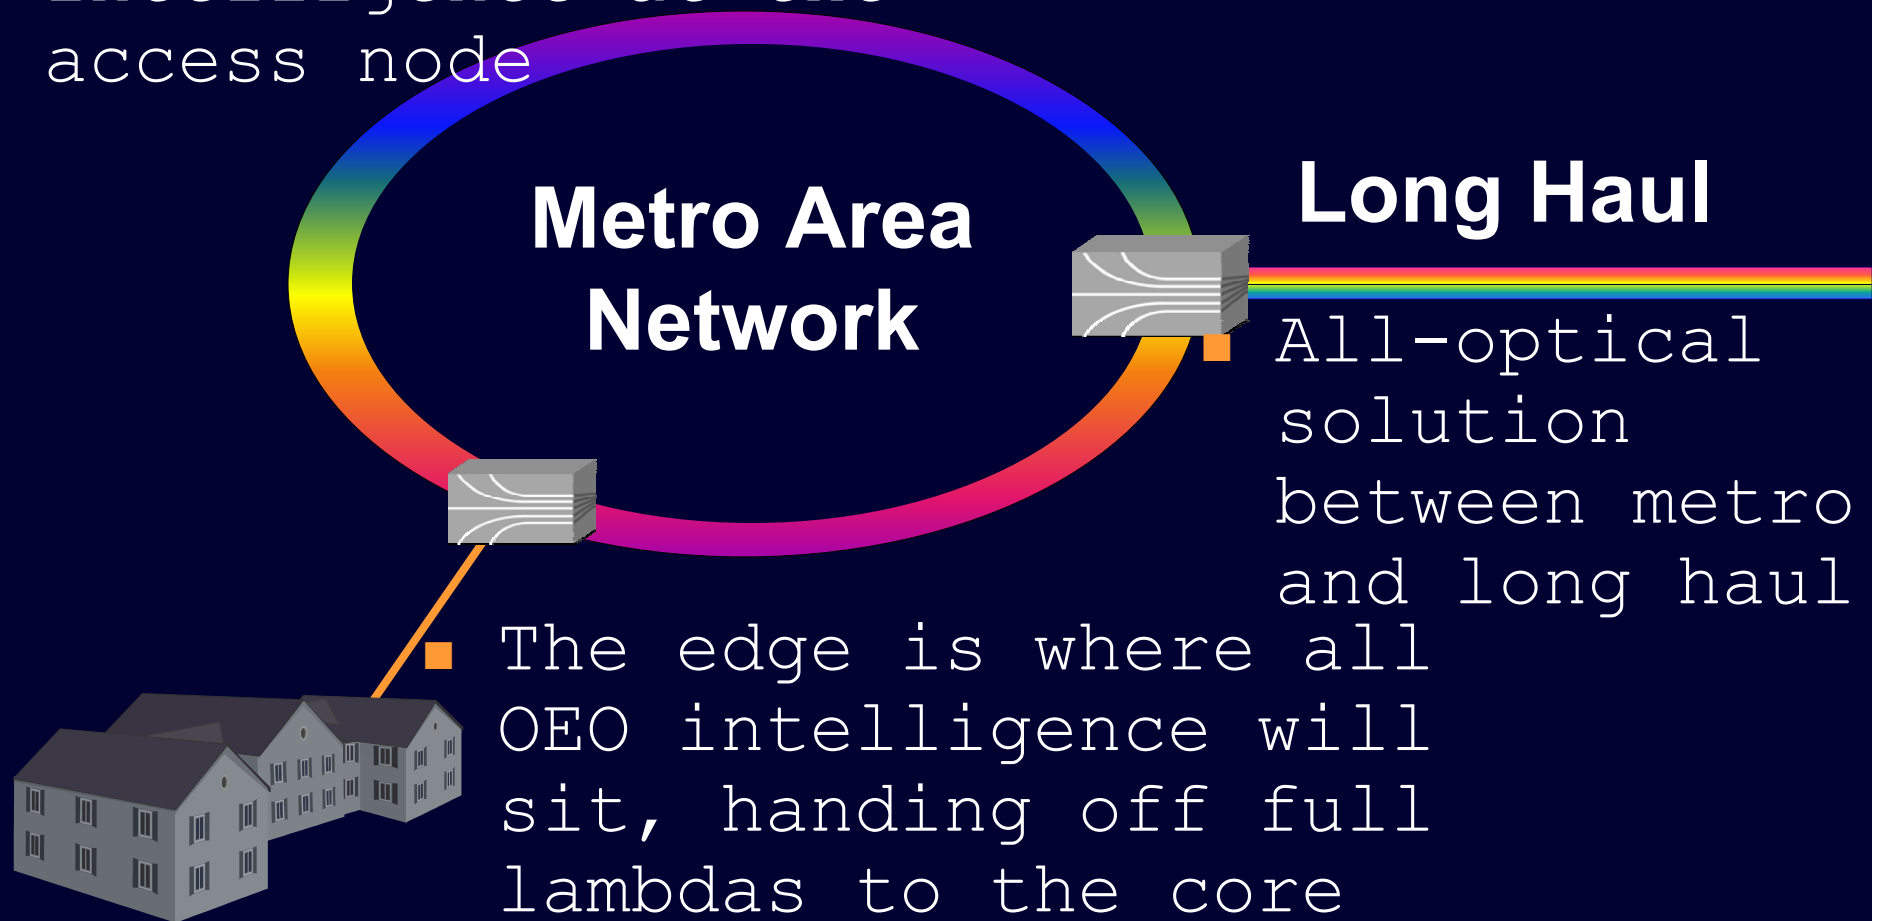 access node
Metro Area
Network
Long Haul
All-optical
solution
between metro
and long haul
The edge is where all
OEO intelligence will
sit, handing off full
lambdas to the core